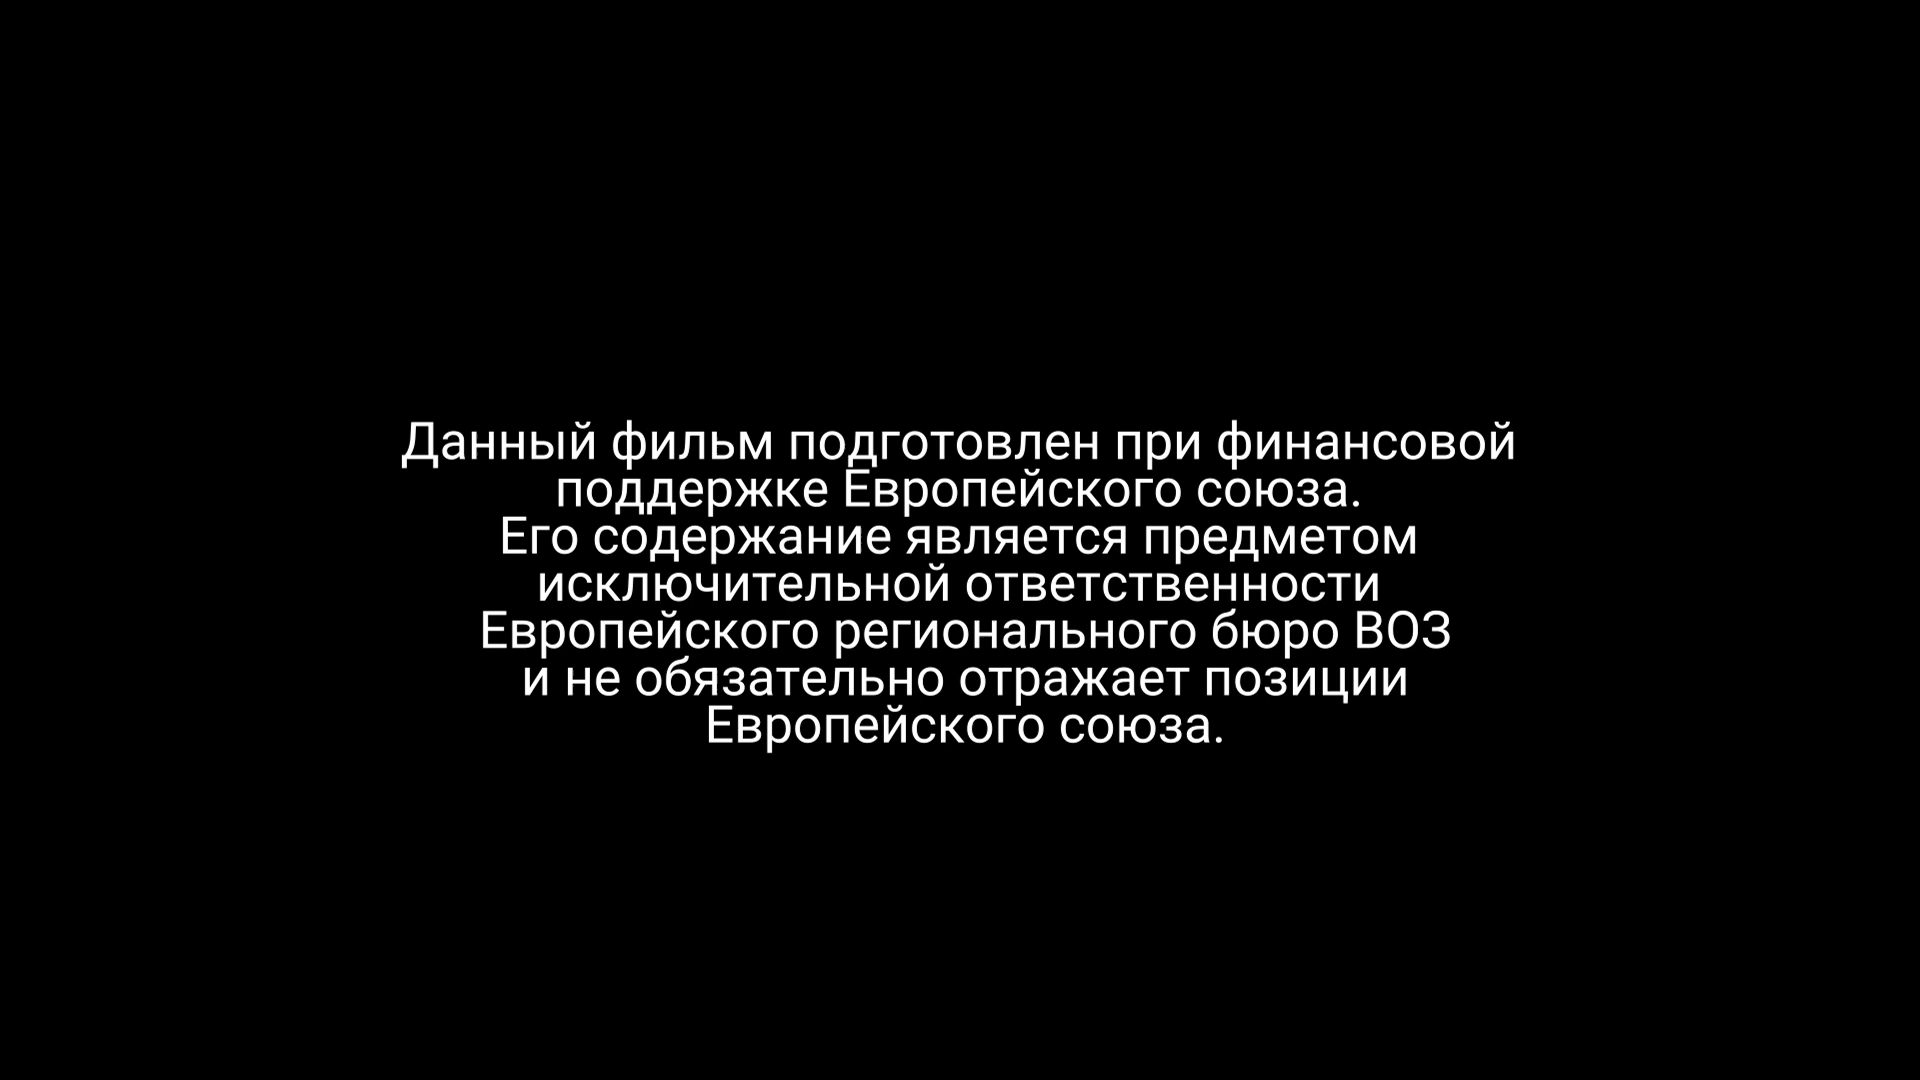 Данный фильм подготовлен при финансовой
поддержке Европейского союза.
Его содержание является предметом
исключительной ответственности
Европейского регионального бюро ВОЗ
и не обязательно отражает позиции
Европейского союза.